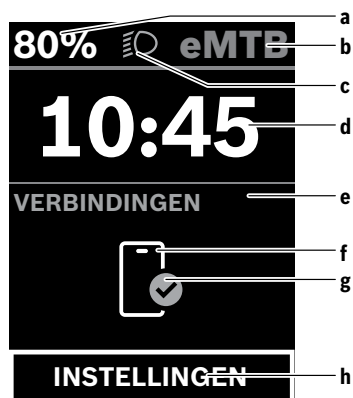 80% eMTB
10:45
VERBINDINGEN
INSTELLINGEN
a
b
c
d
e
f
g
h